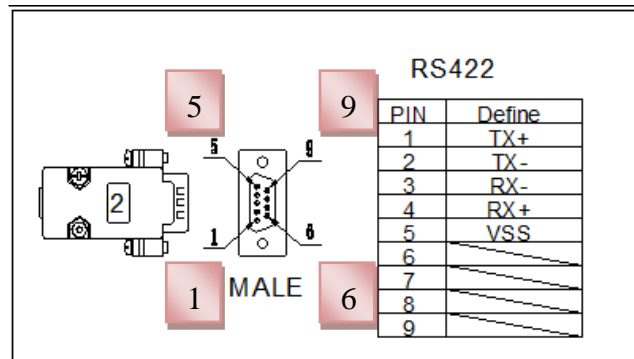 RS422
5
9
PIN Define
1 TX+
2 TX-
3 RX-
4 RX+
5 VSS
6
7
8
9
5
9
2
1
6
1
MALE
6